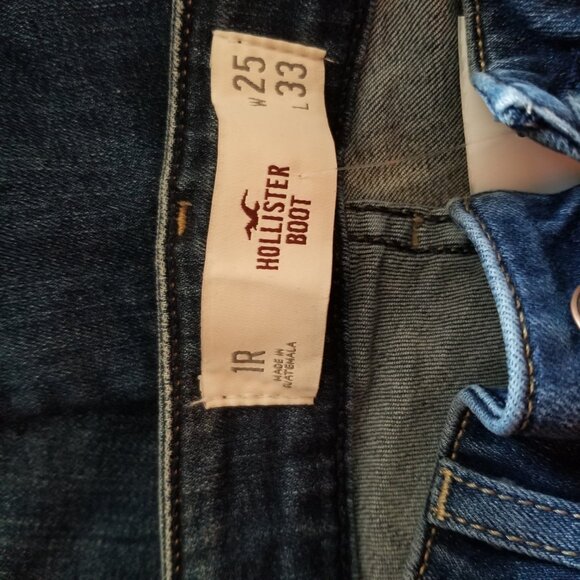 1R
MADE IN
GUATEMALA
HOLLISTER
BOOT
W 25
L 33